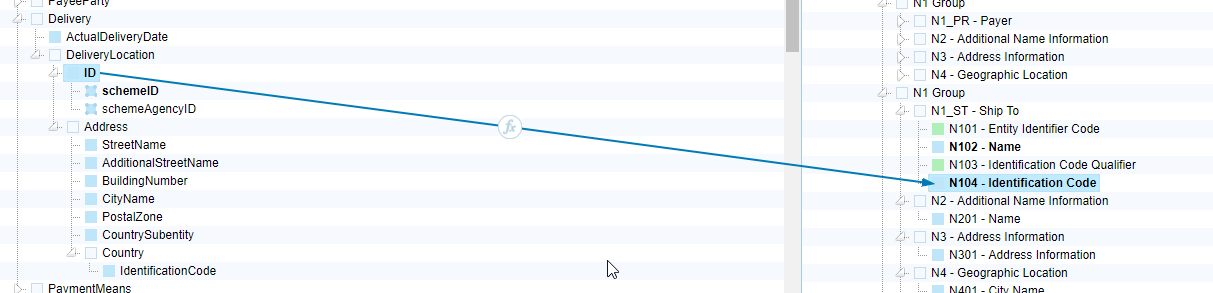 PayeeParty
Delivery
ActualDeliveryDate
DeliveryLocation
ID
schemeID
schemeAgencyID
Address
StreetName
AdditionalStreetName
BuildingNumber
CityName
PostalZone
CountrySubentity
Country
IdentificationCode
PaymentMeans
fx
N1 Group
N1_PR - Payer
N2 - Additional Name Information
N3 - Address Information
N4 - Geographic Location
N1 Group
N1_ST - Ship To
N101 - Entity Identifier Code
N102 - Name
N103 - Identification Code Qualifier
N104 - Identification Code
N2 - Additional Name Information
N201 - Name
N3 - Address Information
N301 - Address Information
N4 - Geographic Location
N401 - City Name